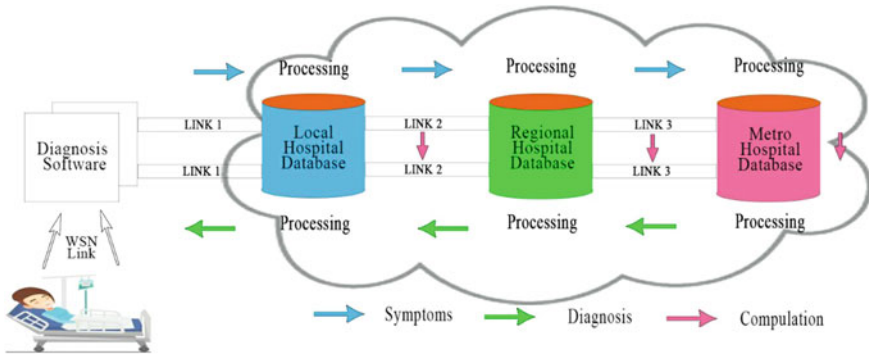 Processing
Processing
Processing
Diagnosis
Software
LINK 1
Local
Hospital
Database
LINK 2
Regional
Hospital
Database
LINK 3
Metro
Hospital
Database
LINK 1
LINK 2
LINK 3
Processing
Processing
Processing
WSN
Link
Symptoms
Diagnosis
Compulation